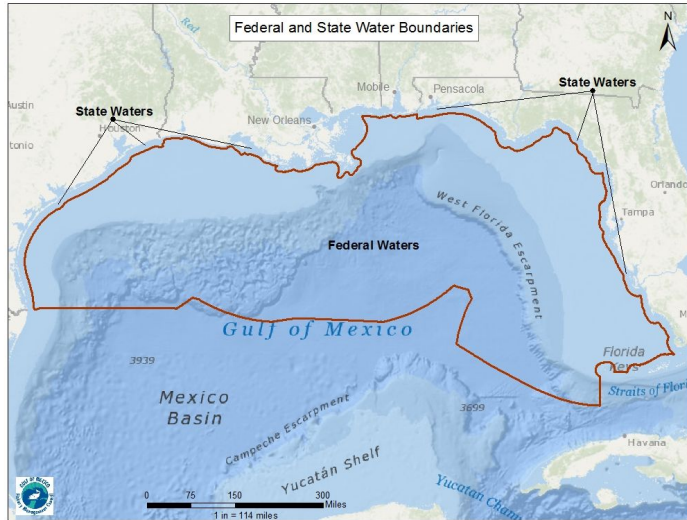 Federal and State Water Boundaries
N
Red
Mobile
Pensacola
State Waters
State Waters
Austin
Houston
New Orleans
tonio
Orlando
Tampa
West Florida Escarpment
Federal Waters
Gulf of Mexico
M
Florida
Keys
3939
Straits of Flori
Mexico
Basin
3699
Campeche Escarpment
Havana
Yucatán Shelf
Yucatan Chann
0 75 150 300
Miles
1 in = 114 miles